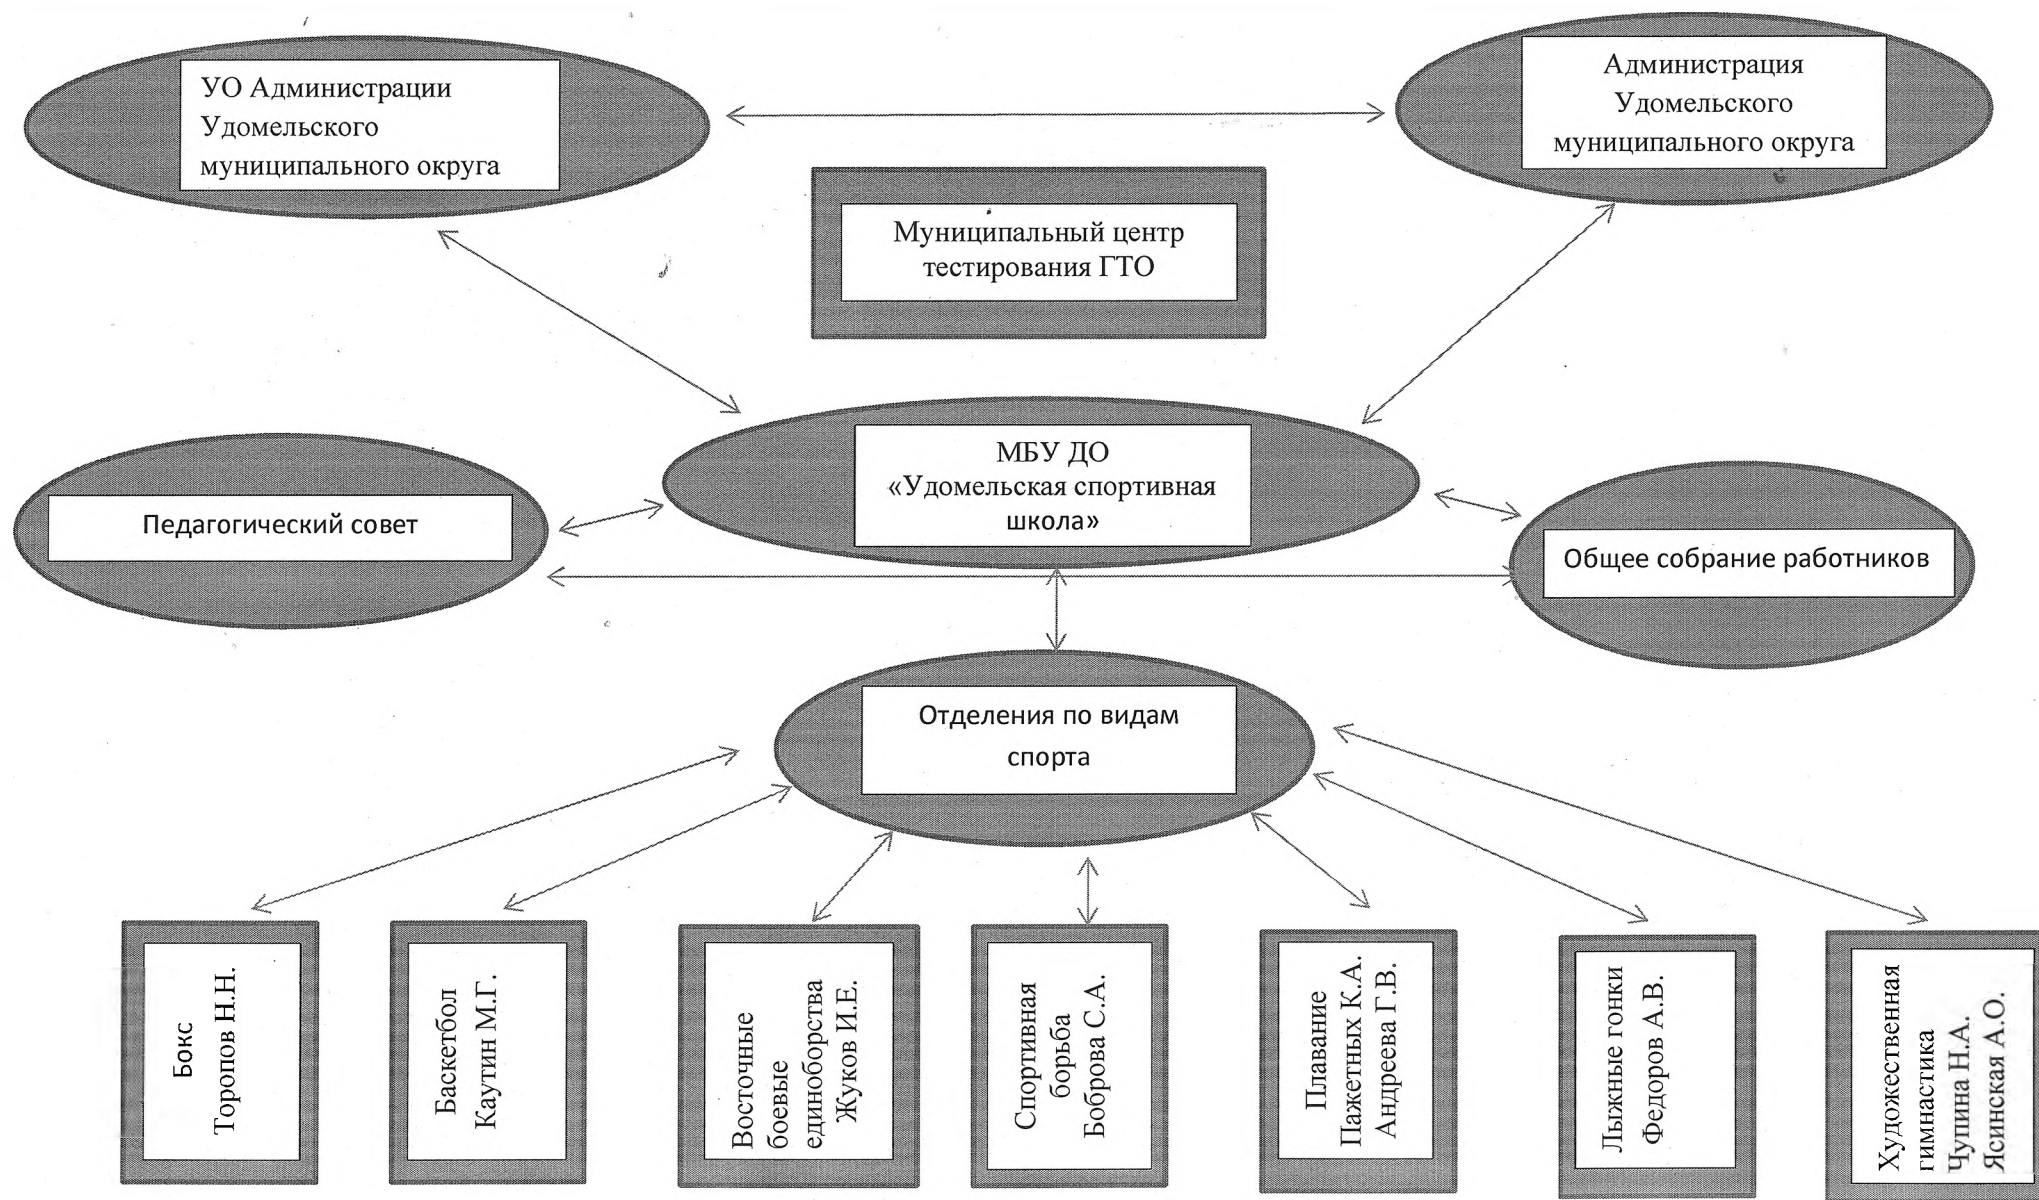 УО Администрации
Удомельского
муниципального округа
Администрация
Удомельского
муниципального округа
Муниципальный центр
тестирования ГТО
МБУ ДО
«Удомельская спортивная
школа»
Педагогический совет
Общее собрание работников
Отделения по видам
спорта
Бокс
Торопов Н.Н.
Баскетбол
Каутин М.Г.
Восточные
боевые
единоборства
Жуков И.Е.
Спортивная
борьба
Боброва С.А.
Плавание
Пажетных К.А.
Андреева Г.В.
Лыжные гонки
Федоров А.В.
Художественная
гимнастика
Чупина Н.А.
Ясинская А.О.